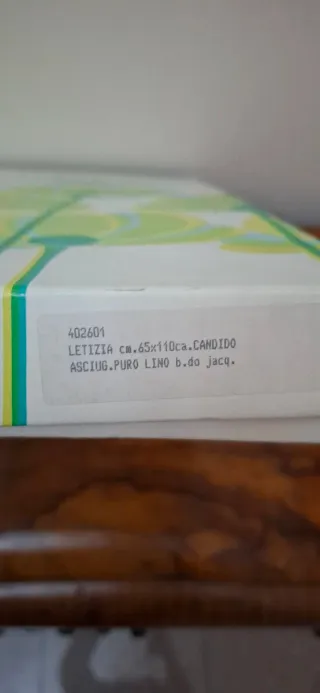 402601
LETIZIA cm.65x110ca.CANDIDO
ASCIUG.PURO LINO b.do jacq.